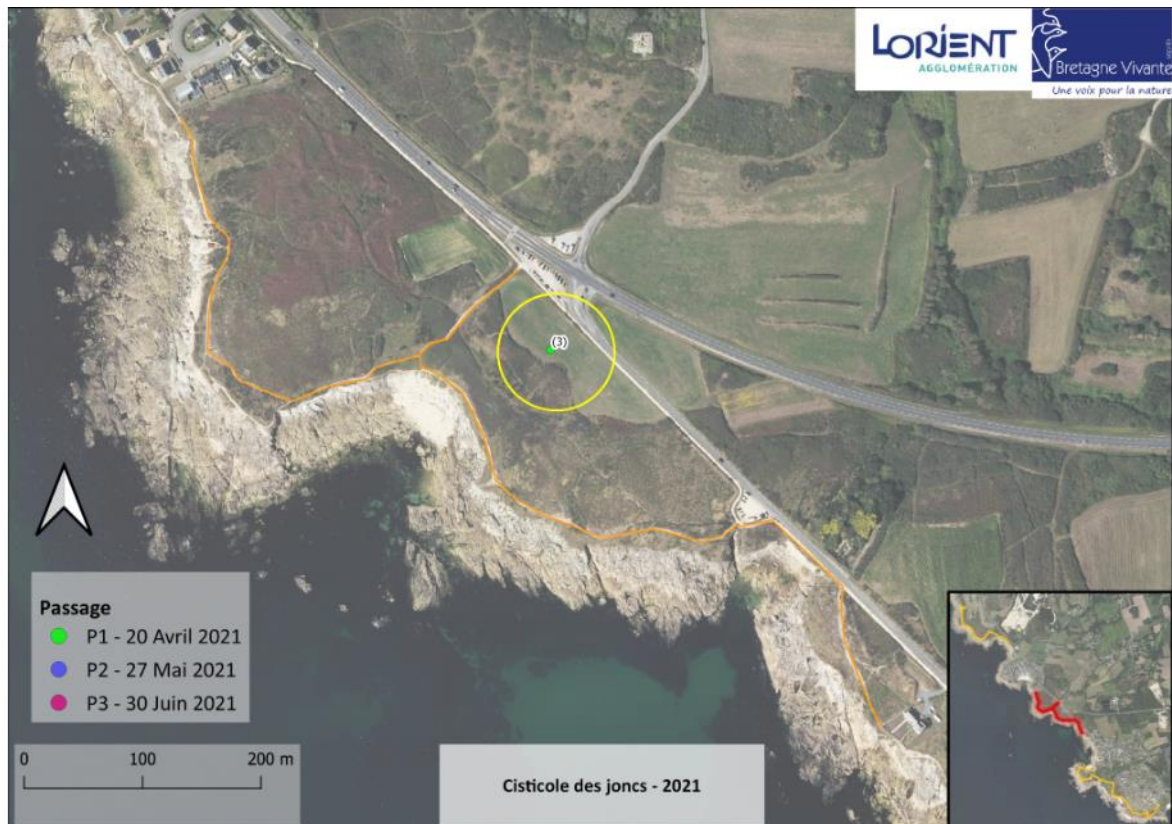 LORIENT
AGGLOMÉRATION
Bretagne Vivante
Une voix pour la nature
(3)
Passage
P1 - 20 Avril 2021
P2 - 27 Mai 2021
P3 - 30 Juin 2021
0 100 200 m
Cisticole des joncs - 2021